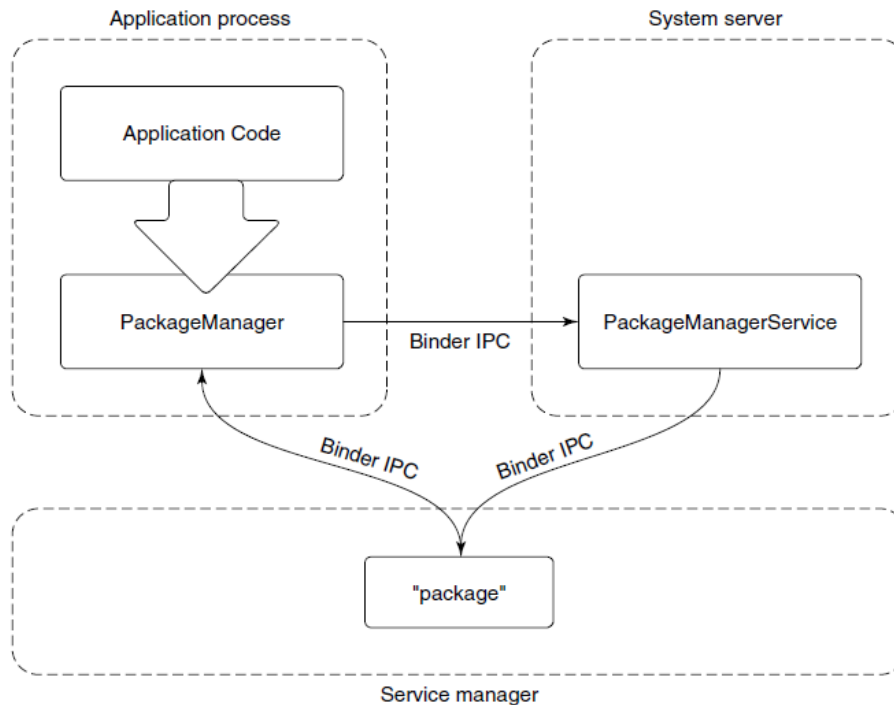 Application process
System server
Application Code
PackageManager
Binder IPC
PackageManagerService
Binder IPC
Binder IPC
"package"
Service manager